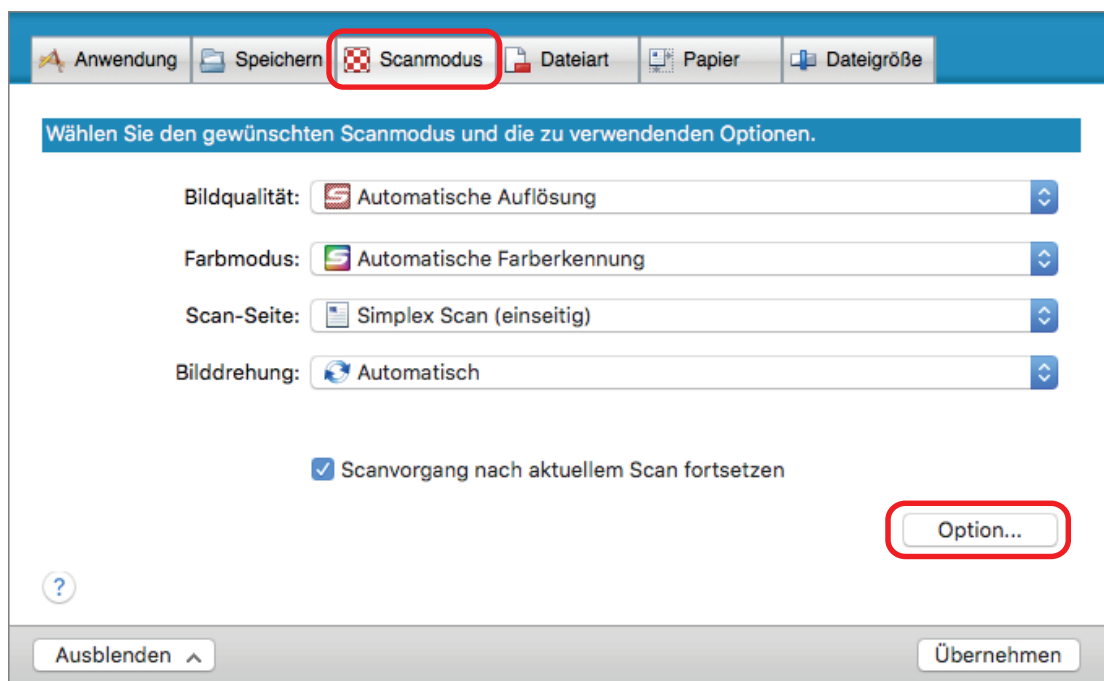 Anwendung Speichern Scanmodus Dateiart Papier Dateigröße
Wählen Sie den gewünschten Scanmodus und die zu verwendenden Optionen.
Bildqualität: Automatische Auflösung
Farbmodus: Automatische Farberkennung
Scan-Seite: Simplex Scan (einseitig)
Bilddrehung: Automatisch
Scanvorgang nach aktuellem Scan fortsetzen
Option...
?
Ausblenden Übernehmen